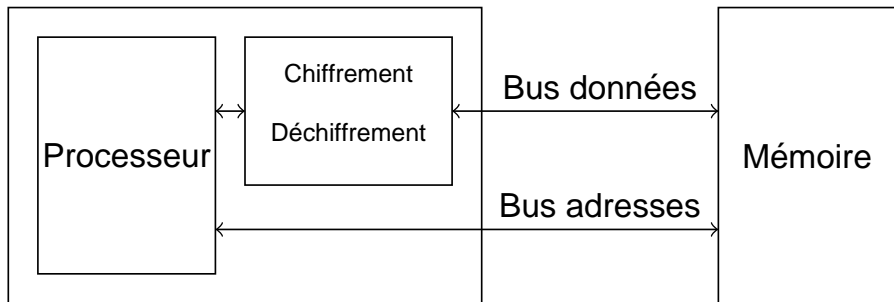 Chiffrement
Déchiffrement
Processeur
Bus données
Bus adresses
Mémoire